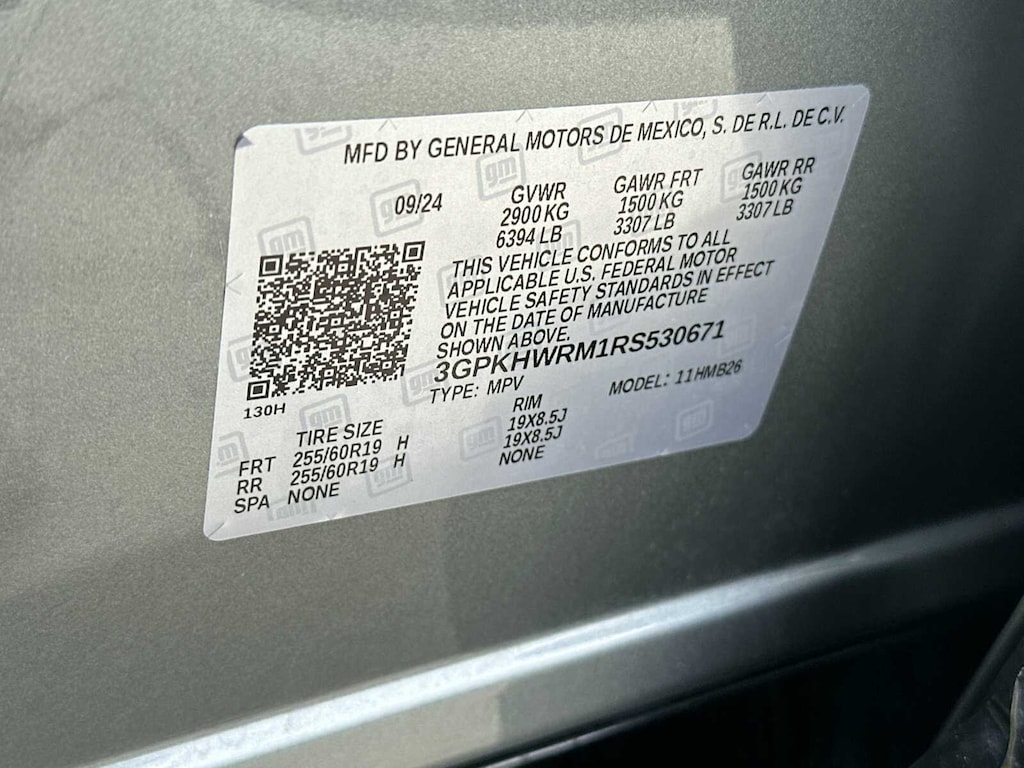 MFD BY GENERAL MOTORS DE MEXICO, S. DE R.L. DE C.V.
09/24 GVWR GAWR FRT GAWR RR
2900 KG 1500 KG 1500 KG
6394 LB 3307 LB 3307 LB
THIS VEHICLE CONFORMS TO ALL
APPLICABLE U.S. FEDERAL MOTOR
VEHICLE SAFETY STANDARDS IN EFFECT
ON THE DATE OF MANUFACTURE
SHOWN ABOVE.
3GPKHWRM1RS530671
TYPE: MPV MODEL: 11HMB26
130H
TIRE SIZE RIM
FRT 255/60R19 H 19X8.5J
RR 255/60R19 H 19X8.5J
SPA NONE NONE
gm